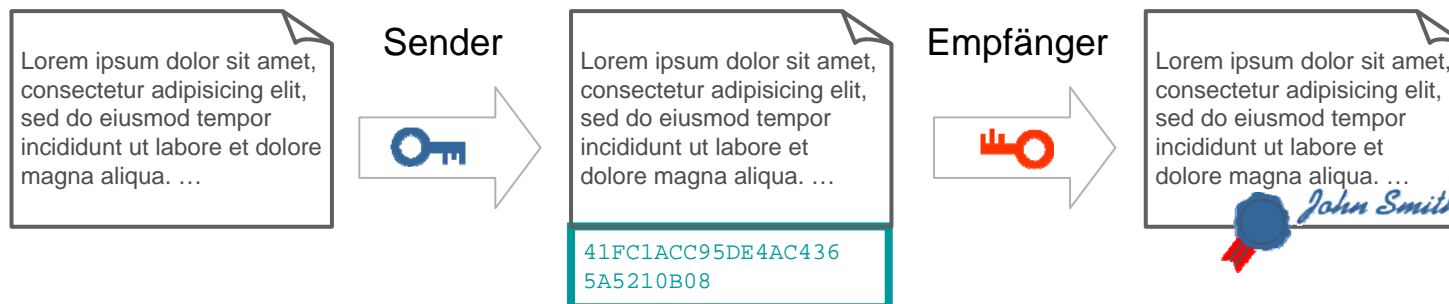 Lorem ipsum dolor sit amet,
consectetur adipisicing elit,
sed do eiusmod tempor
incididunt ut labore et dolore
magna aliqua. …
Sender
Lorem ipsum dolor sit amet,
consectetur adipisicing elit,
sed do eiusmod tempor
incididunt ut labore et
dolore magna aliqua. …
41FC1ACC95DE4AC436
5A5210B08
Empfänger
Lorem ipsum dolor sit amet,
consectetur adipisicing elit,
sed do eiusmod tempor
incididunt ut labore et
dolore magna aliqua. …
John Smith